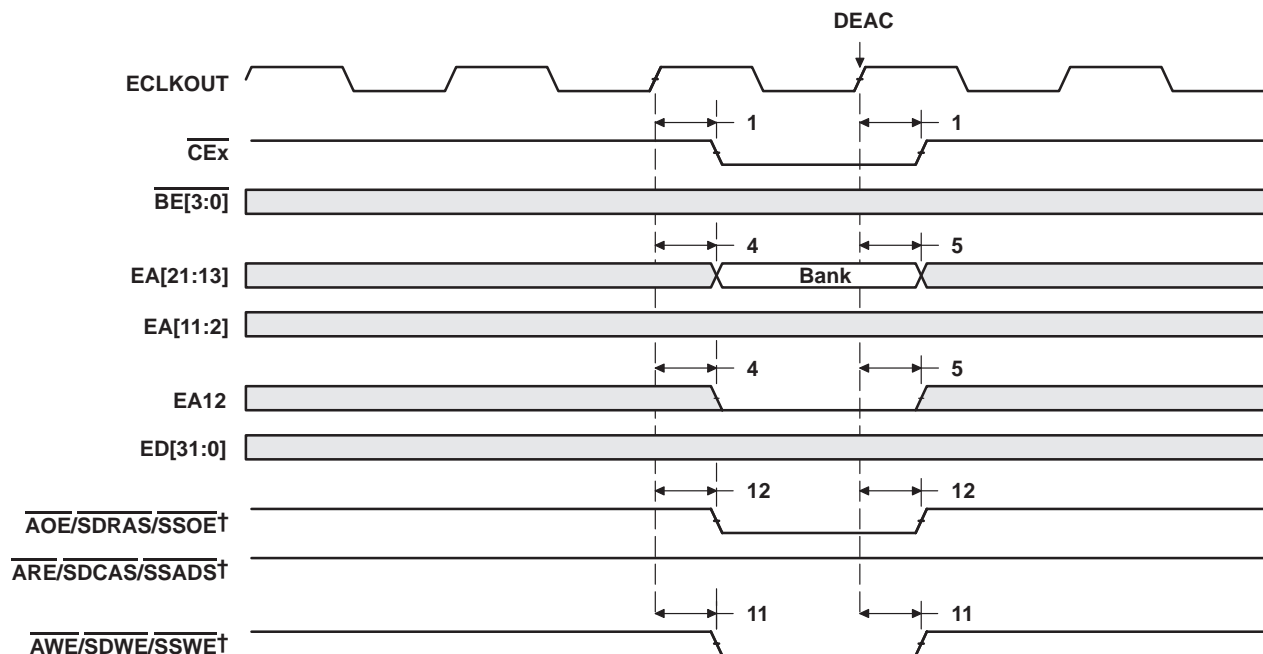 DEAC
ECLKOUT
1 1
CEx
BE[3:0]
4 5
EA[21:13] Bank
EA[11:2]
4 5
EA12
ED[31:0]
12 12
AOE/SDRAS/SSOE†
ARE/SDCAS/SSADS†
11 11
AWE/SDWE/SSWE†